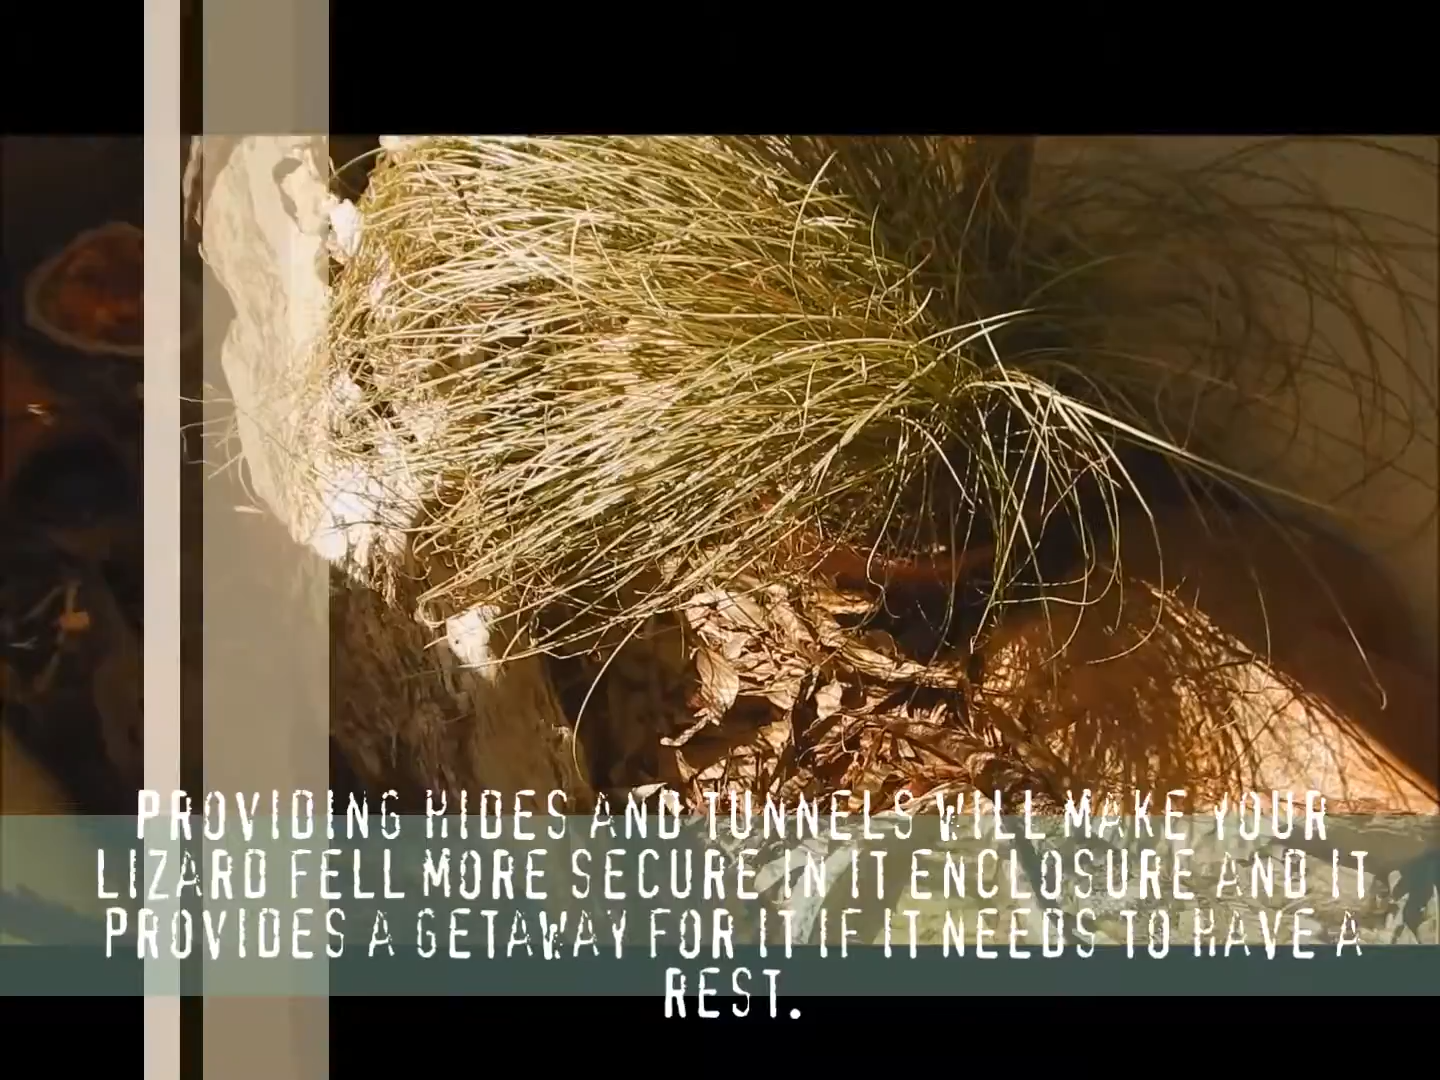 PROVIDING HIDES AND TUNNELS WILL MAKE YOUR
LIZARD FELL MORE SECURE IN IT ENCLOSURE AND IT
PROVIDES A GETAWAY FOR IT IF IT NEEDS TO HAVE A
REST.